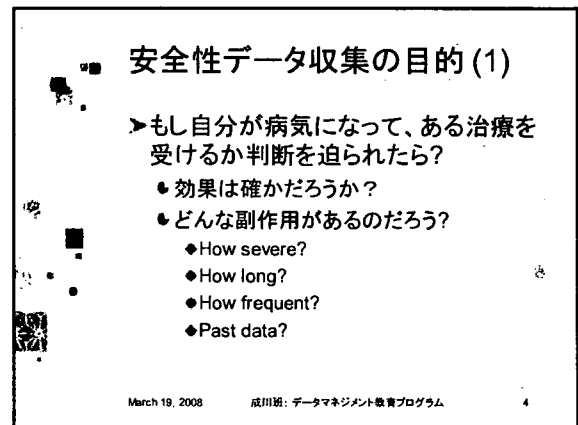 安全性データ収集の目的 (1)
もし自分が病気になって、ある治療を
受けるか判断を迫られたら?
効果は確かだろうか?
どんな副作用があるのだろう?
How severe?
How long?
How frequent?
Past data?
March 19, 2008 成川班: データマネジメント教育プログラム 4